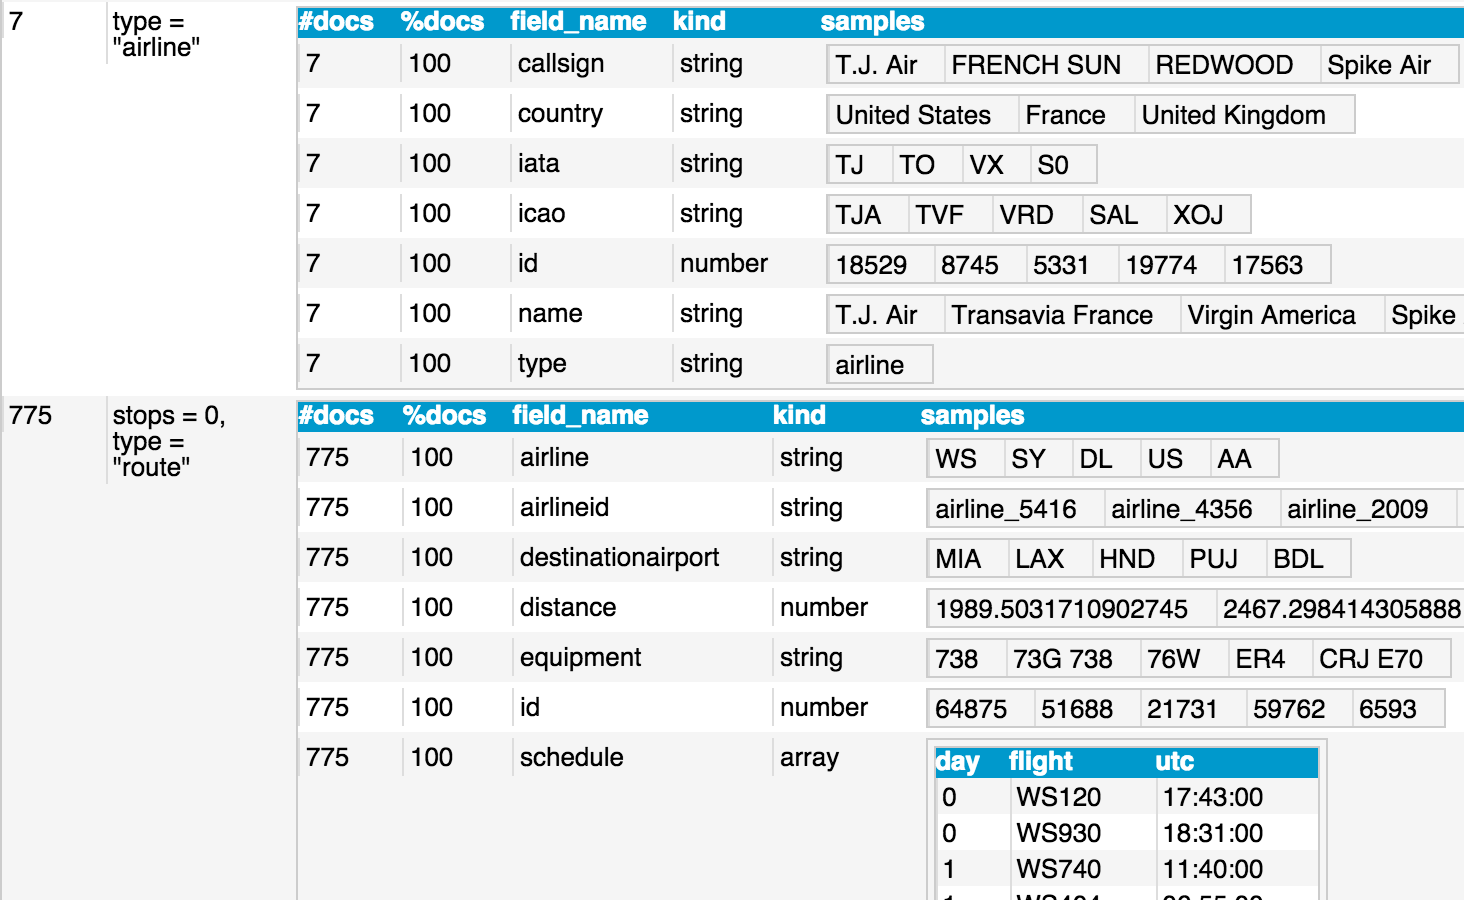 7 type = #docs %docs field_name kind samples
"airline"
7 100 callsign string T.J. Air FRENCH SUN REDWOOD Spike Air
7 100 country string United States France United Kingdom
7 100 iata string TJ TO VX S0
7 100 icao string TJA TVF VRD SAL XOJ
7 100 id number 18529 8745 5331 19774 17563
7 100 name string T.J. Air Transavia France Virgin America Spike
7 100 type string airline
775 stops = 0, #docs %docs field_name kind samples
type =
"route"
775 100 airline string WS SY DL US AA
775 100 airlineid string airline_5416 airline_4356 airline_2009
775 100 destinationairport string MIA LAX HND PUJ BDL
775 100 distance number 1989.5031710902745 2467.298414305888
775 100 equipment string 738 73G 738 76W ER4 CRJ E70
775 100 id number 64875 51688 21731 59762 6593
775 100 schedule array day flight utc
0 WS120 17:43:00
0 WS930 18:31:00
1 WS740 11:40:00